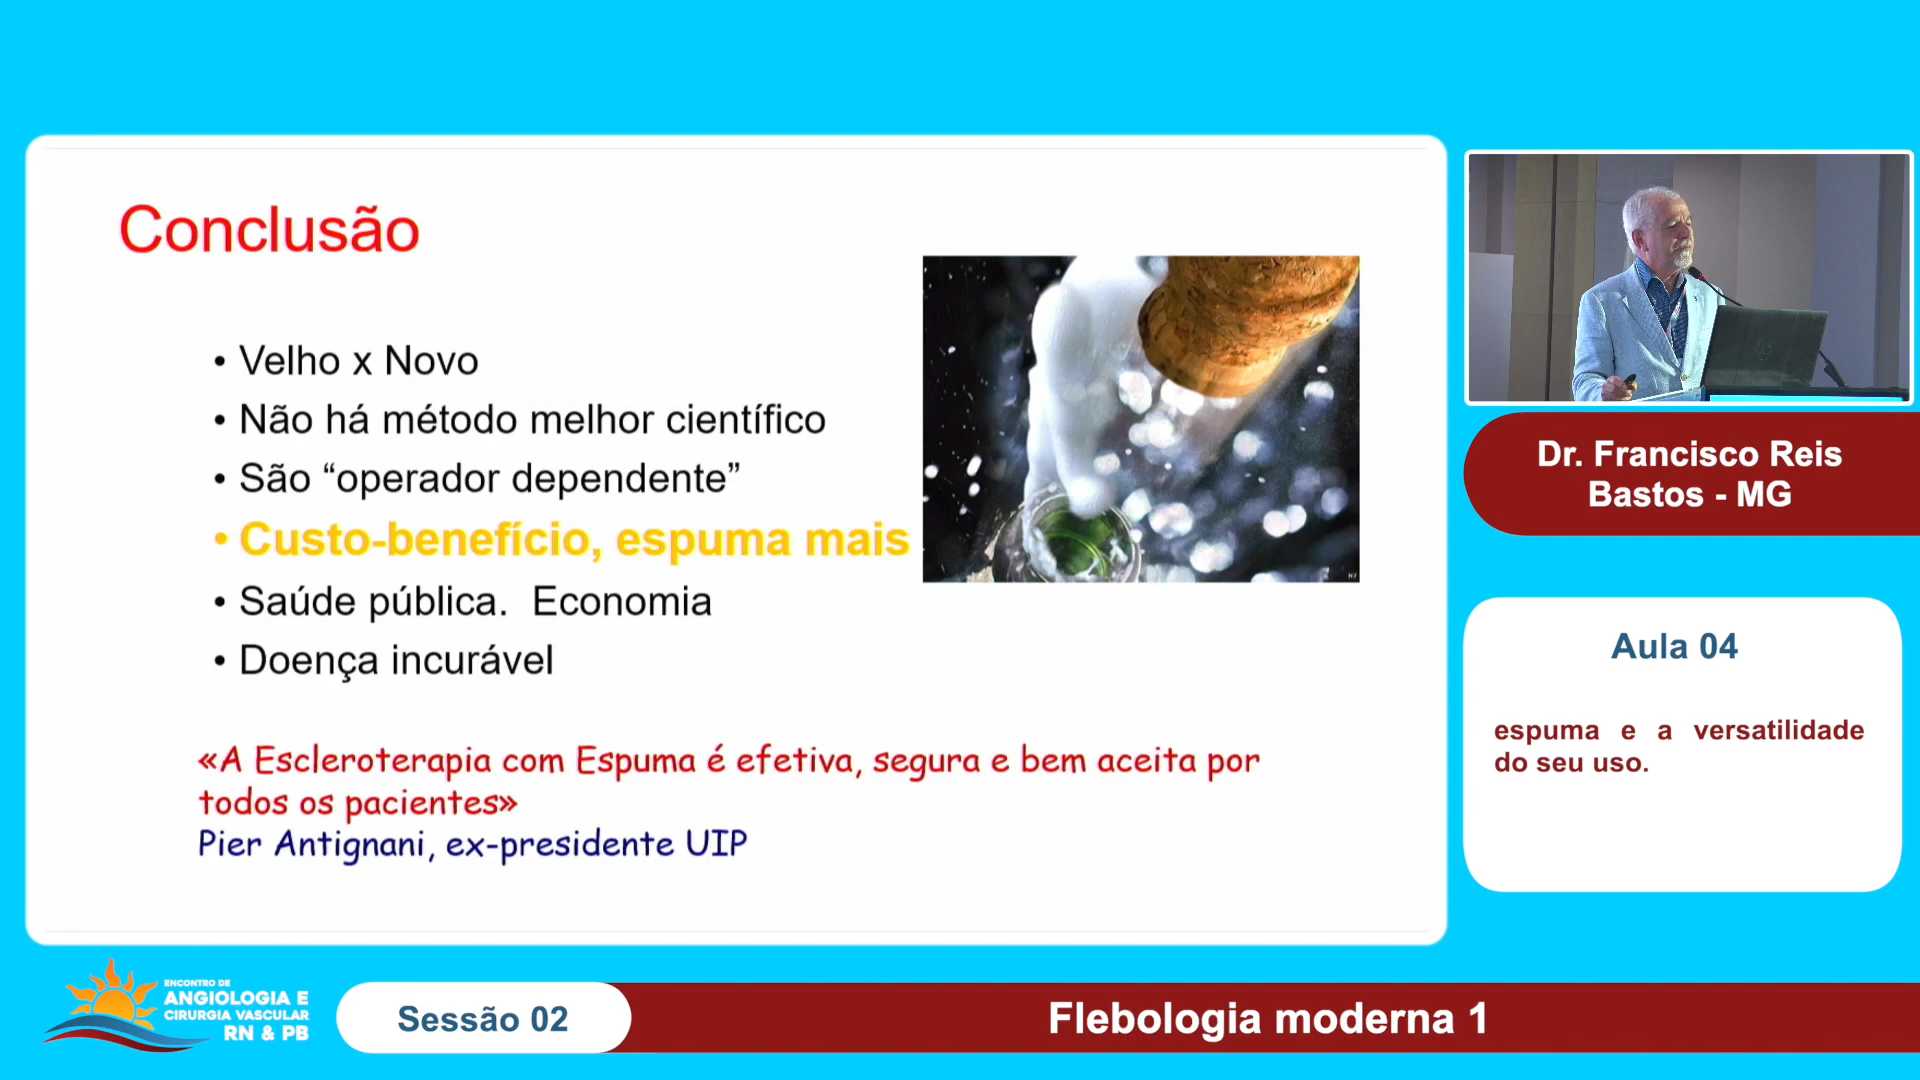 Conclusão
• Velho x Novo
• Não há método melhor científico
• São “operador dependente”
• Custo-benefício, espuma mais
• Saúde pública.  Economia
• Doença incurável
«A Escleroterapia com Espuma é efetiva, segura e bem aceita por
todos os pacientes»
Pier Antignani, ex-presidente UIP
Dr. Francisco Reis
Bastos - MG
Aula 04
espuma e a versatilidade
do seu uso.
ENCONTRO DE
ANGIOLOGIA E
CIRURGIA VASCULAR
RN & PB
Sessão 02
Flebologia moderna 1